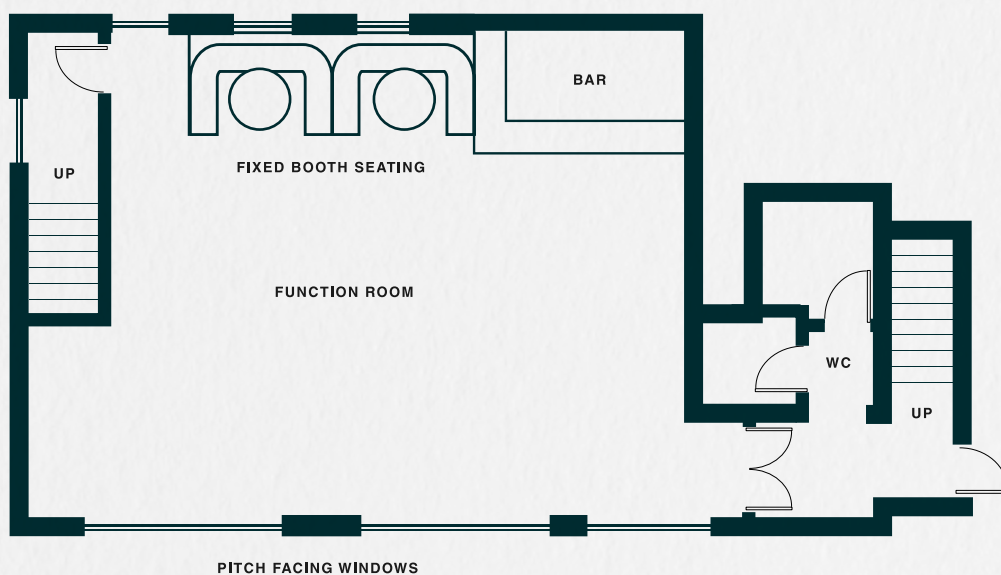 BAR
FIXED BOOTH SEATING
UP
FUNCTION ROOM
WC
UP
PITCH FACING WINDOWS